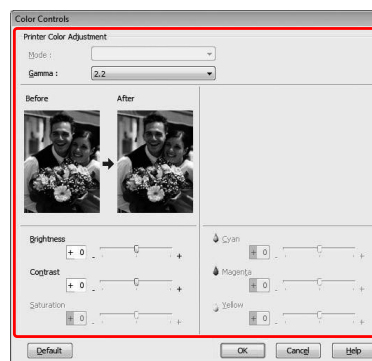 Color Controls
Printer Color Adjustment
Mode :
Gamma : 2.2
Before After
Brightness + 0 - +
Contrast + 0 - +
Saturation + 0 - +
Cyan + 0 - +
Magenta + 0 - +
Yellow + 0 - +
Default OK Cancel Help